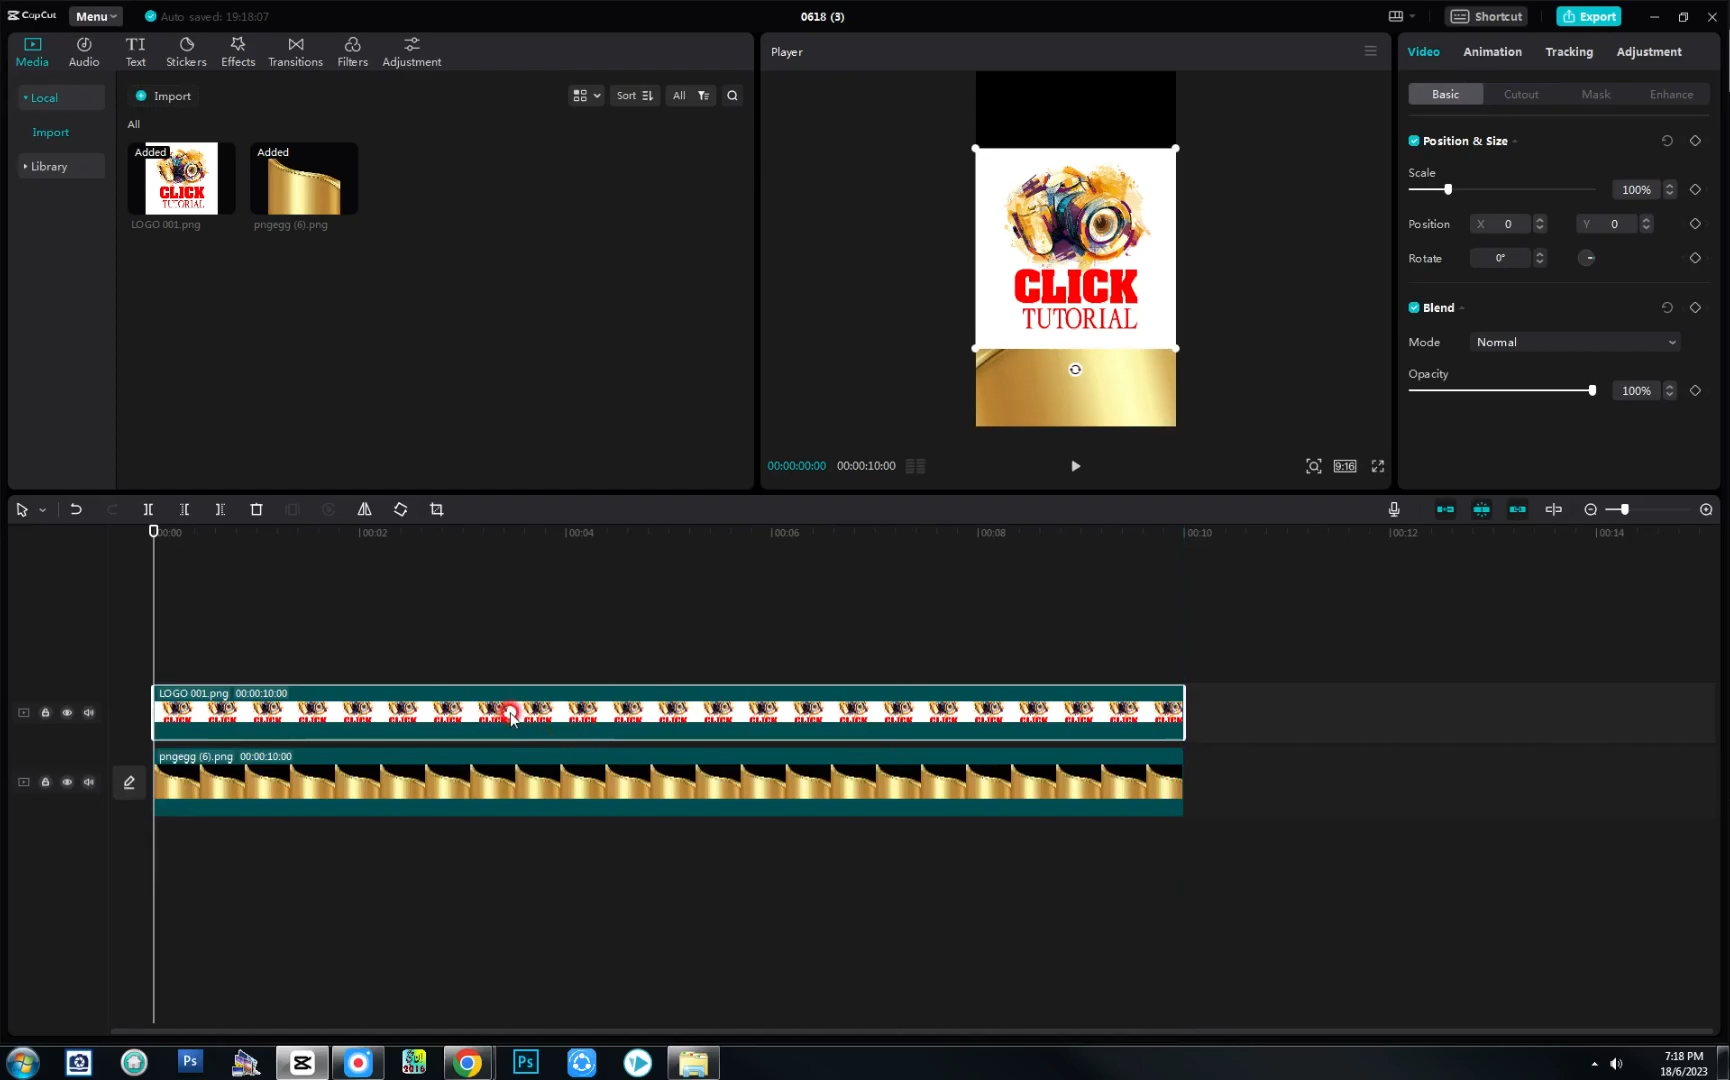 CapCut Menu Auto saved: 19:18:07 0618 (3) Shortcut Export
Media Audio Text Stickers Effects Transitions Filters Adjustment
Local
Import
Library
Import Sort All
All
Added
CLICK
TUTORIAL
LOGO 001.png
Added
pngegg (6).png
Player
CLICK
TUTORIAL
00:00:00:00 00:00:10:00 9:16
Video Animation Tracking Adjustment
Basic Cutout Mask Enhance
Position & Size
Scale
100%
Position X 0 Y 0
Rotate 0°
Blend
Mode Normal
Opacity
100%
00:00 00:02 00:04 00:06 00:08 00:10 00:12 00:14
LOGO 001.png 00:00:10:00
pngegg (6).png 00:00:10:00
Ps Ps
7:18 PM
18/6/2023